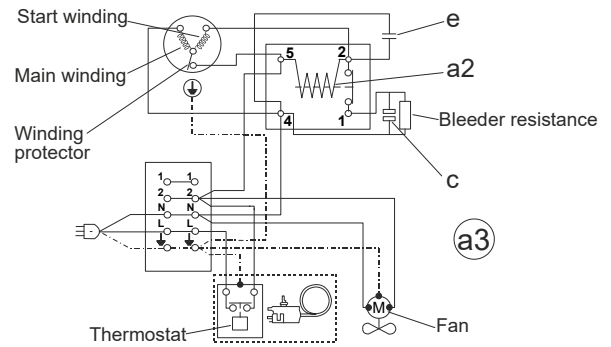 Start winding
Main winding
Winding
protector
5
2
4
1
e
a2
Bleeder resistance
c
a3
1 1
2 2
N N
L L
Thermostat
M
Fan